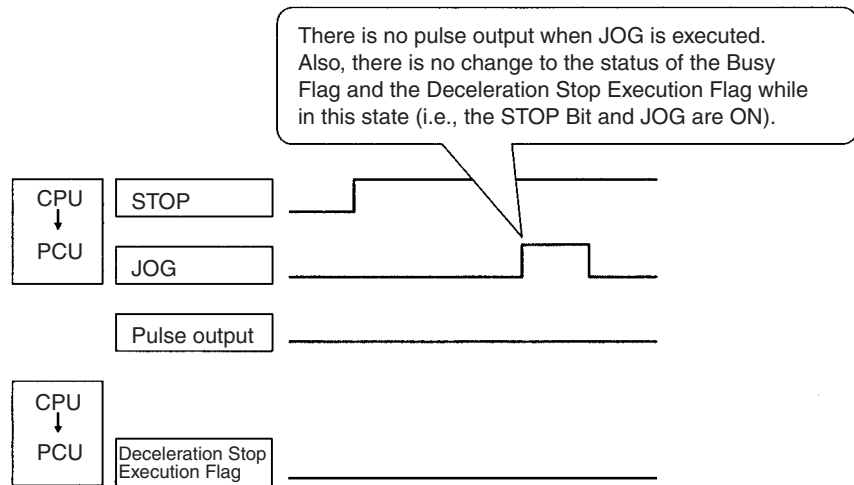 There is no pulse output when JOG is executed.
Also, there is no change to the status of the Busy
Flag and the Deceleration Stop Execution Flag while
in this state (i.e., the STOP Bit and JOG are ON).
CPU
PCU
STOP
JOG
Pulse output
CPU
PCU
Deceleration Stop
Execution Flag